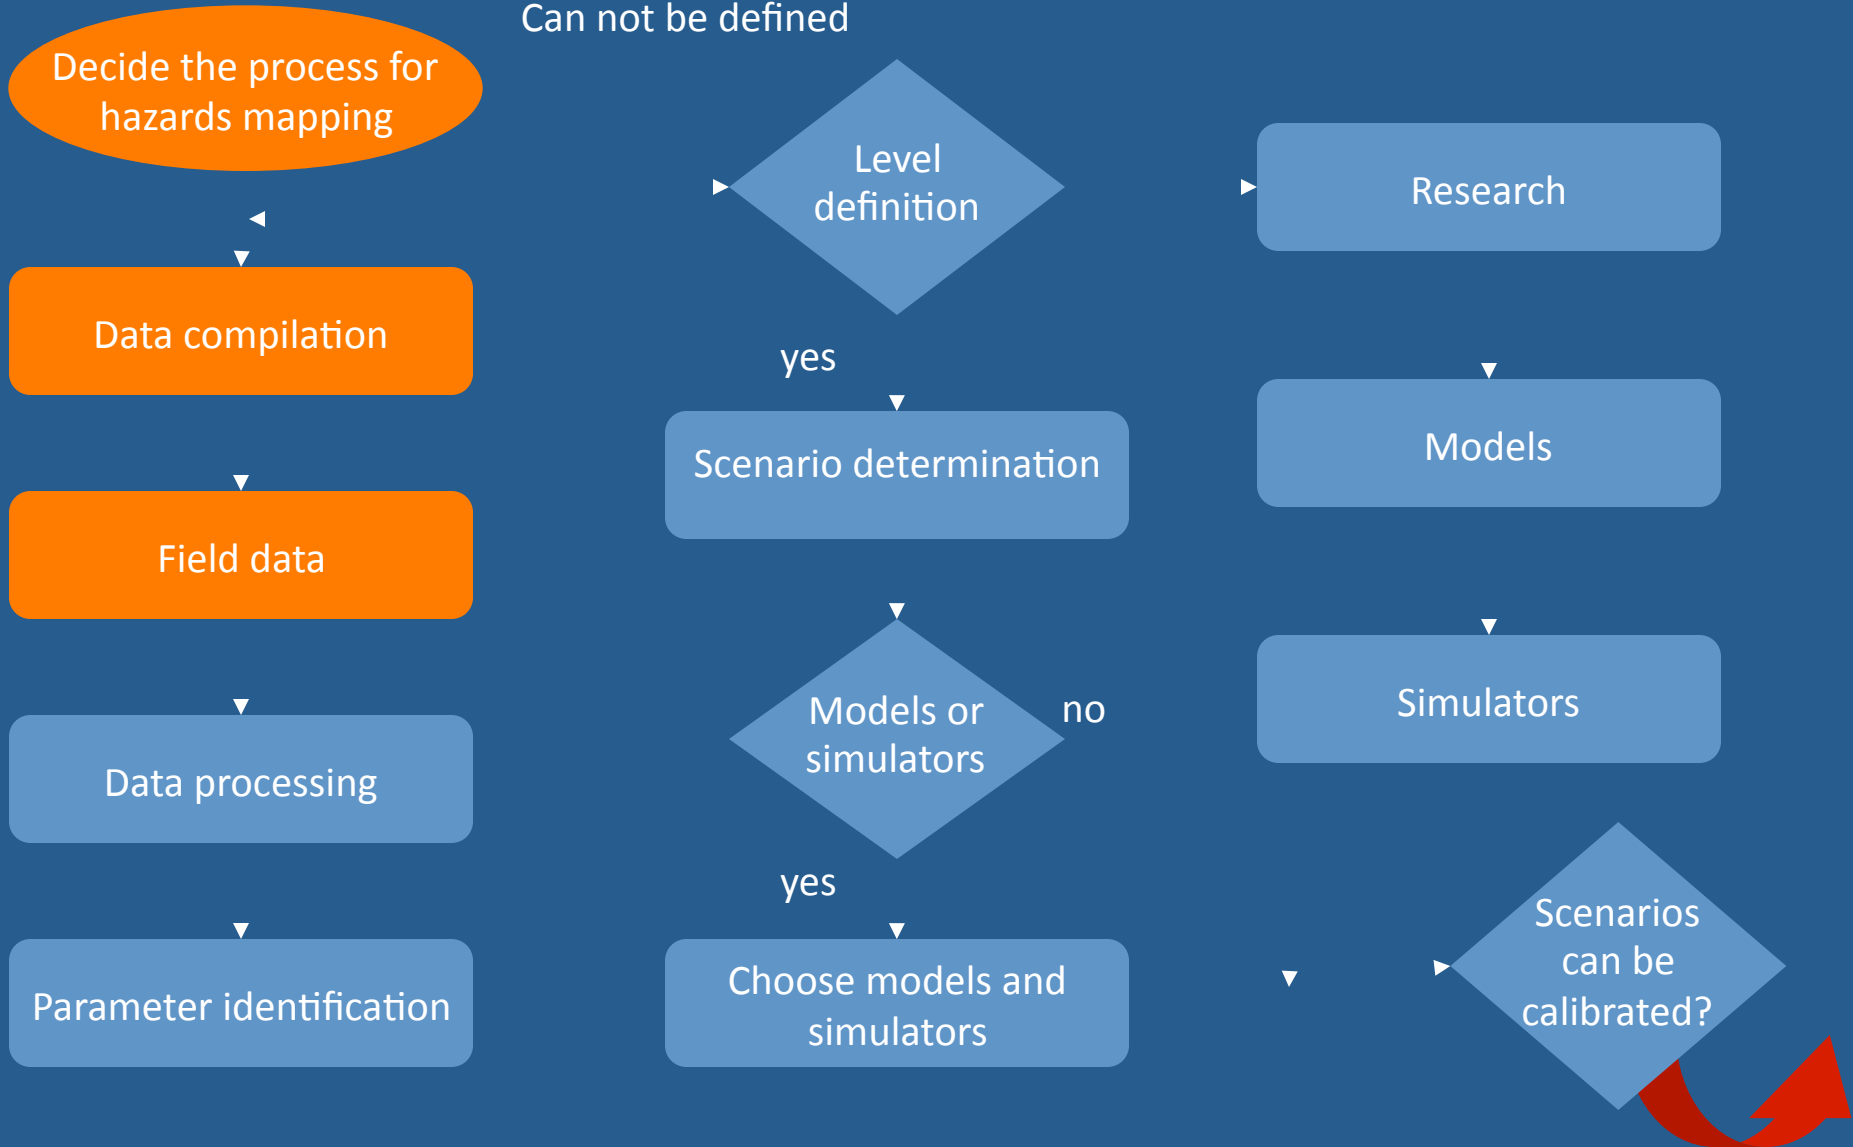 Can not be defined
Decide the process for
hazards mapping
Data compilation
Field data
Data processing
Parameter identification
Level
definition
yes
Scenario determination
Models or
simulators
no
yes
Choose models and
simulators
Research
Models
Simulators
Scenarios
can be
calibrated?